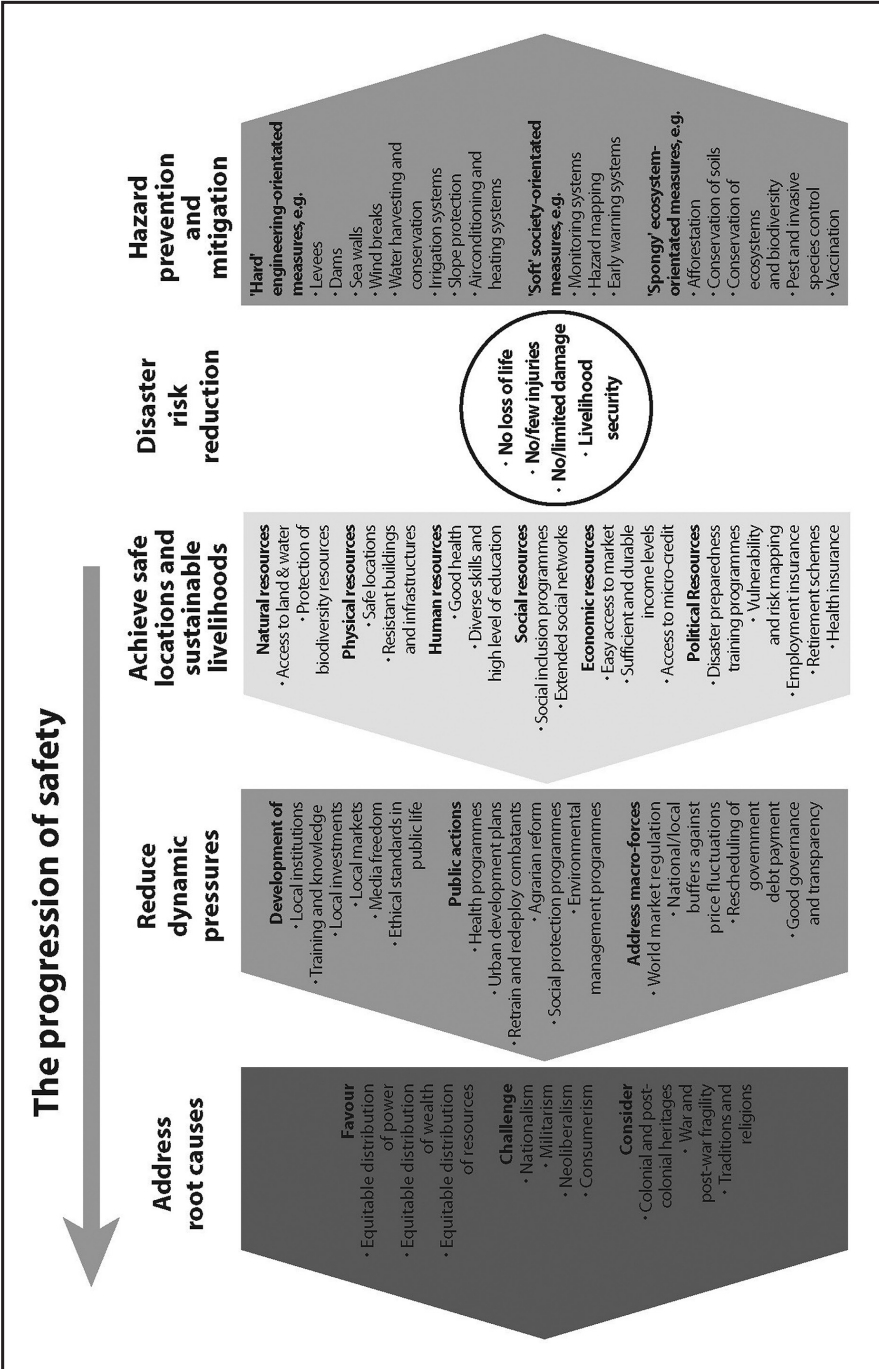 The progression of safety
Address
root causes
Favour
• Equitable distribution
of power
• Equitable distribution
of wealth
• Equitable distribution
of resources
Challenge
• Nationalism
• Militarism
• Neoliberalism
• Consumerism
Consider
• Colonial and post-
colonial heritages
• War and
post-war fragility
• Traditions and
religions
Reduce
dynamic
pressures
Development of
• Local institutions
• Training and knowledge
• Local investments
• Local markets
• Media freedom
• Ethical standards in
public life
Public actions
• Health programmes
• Urban development plans
• Retrain and redeploy combatants
• Agrarian reform
• Social protection programmes
• Environmental
management programmes
Address macro-forces
• World market regulation
• National/local
buffers against
price fluctuations
• Rescheduling of
government
debt payment
• Good governance
and transparency
Achieve safe
locations and
sustainable
livelihoods
Natural resources
• Access to land & water
• Protection of
biodiversity resources
Physical resources
• Safe locations
• Resistant buildings
and infrastructures
Human resources
• Good health
• Diverse skills and
high level of education
Social resources
• Social inclusion programmes
• Extended social networks
Economic resources
• Easy access to market
• Sufficient and durable
income levels
• Access to micro-credit
Political Resources
• Disaster preparedness
training programmes
• Vulnerability
and risk mapping
• Employment insurance
• Retirement schemes
• Health insurance
Disaster
risk
reduction
• No loss of life
• No/few injuries
• No/limited damage
• Livelihood
security
Hazard
prevention
and
mitigation
'Hard'
engineering-orientated
measures, e.g.
• Levees
• Dams
• Sea walls
• Wind breaks
• Water harvesting and
conservation
• Irrigation systems
• Slope protection
• Airconditioning and
heating systems
'Soft' society-orientated
measures, e.g.
• Monitoring systems
• Hazard mapping
• Early warning systems
'Spongy' ecosystem-
orientated measures, e.g.
• Afforestation
• Conservation of soils
• Conservation of
ecosystems
and biodiversity
• Pest and invasive
species control
• Vaccination